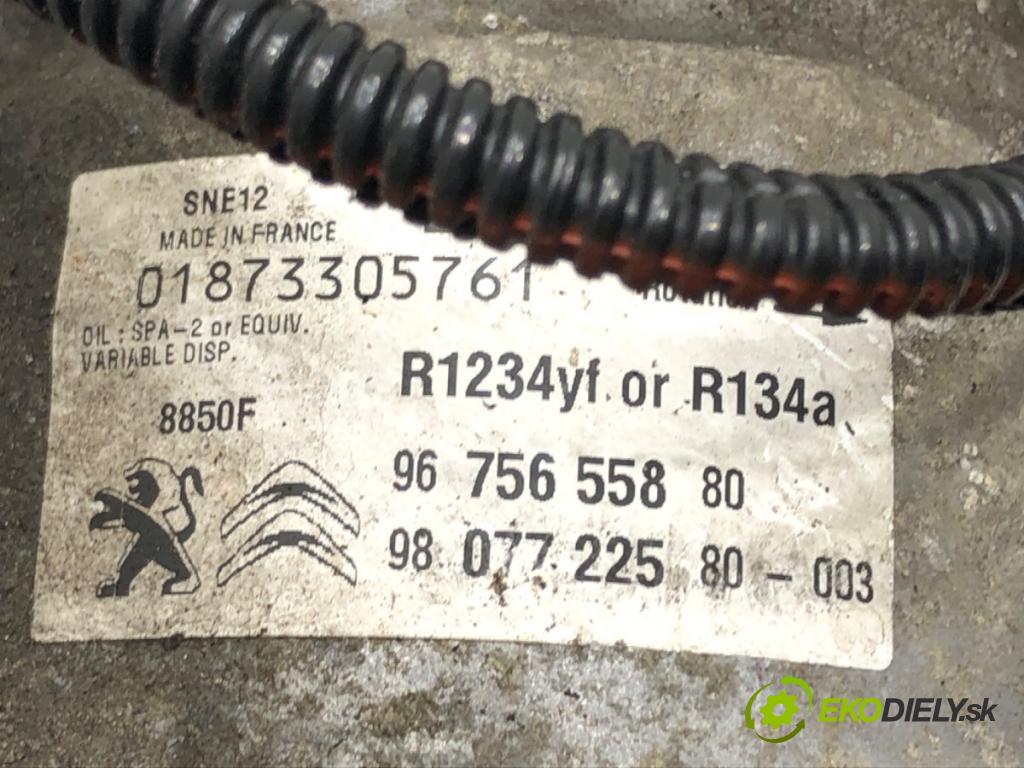 SNE12
MADE IN FRANCE
01873305761
OIL : SPA-2 or EQUIV.
VARIABLE DISP.
R1234yf or R134a
8850F
96 756 558 80
98 077 225 80 - 003
EKODIELY.sk